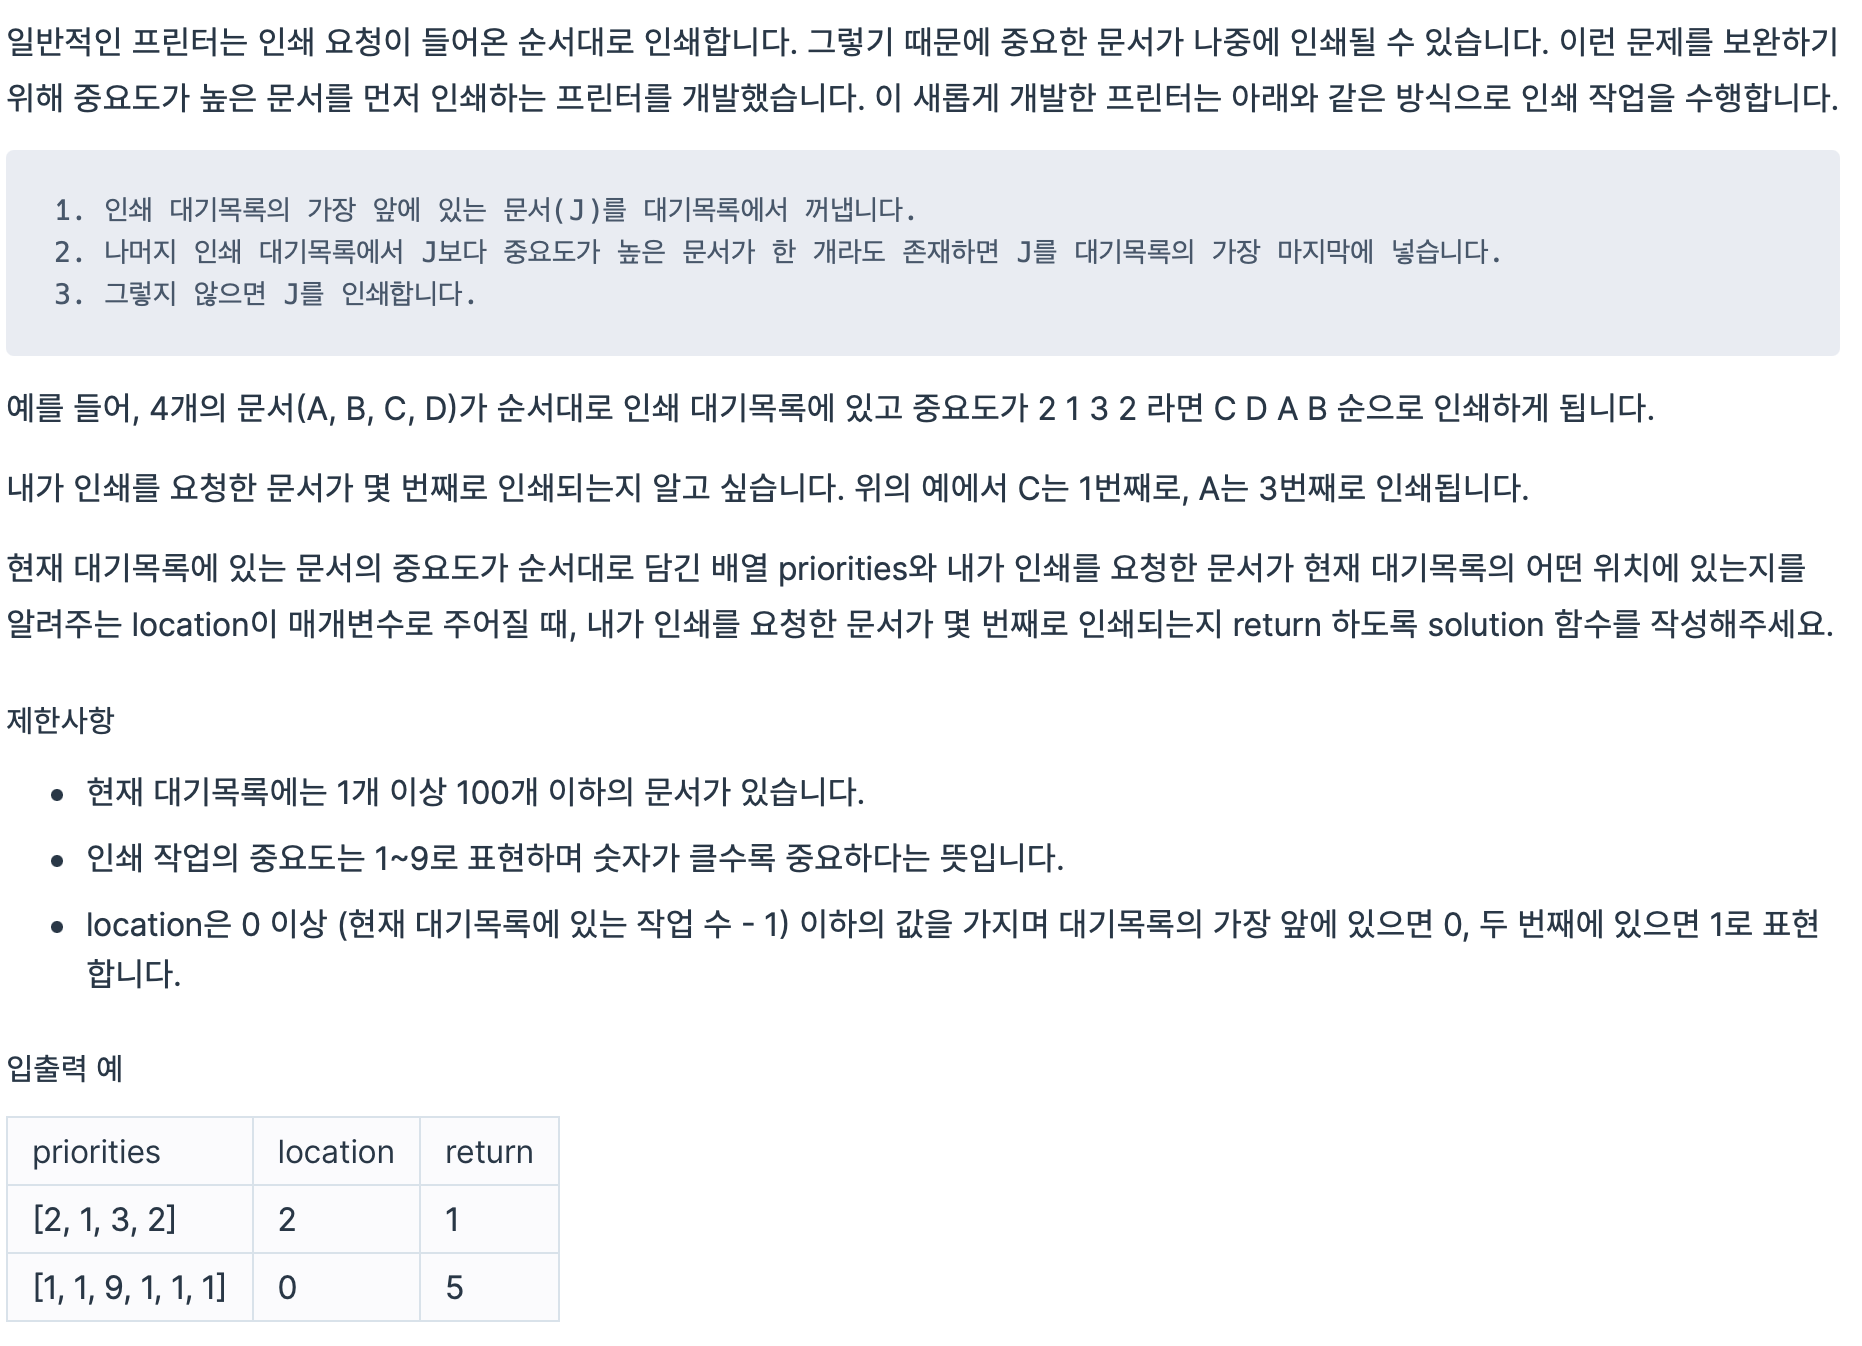 일반적인 프린터는 인쇄 요청이 들어온 순서대로 인쇄합니다. 그렇기 때문에 중요한 문서가 나중에 인쇄될 수 있습니다. 이런 문제를 보완하기
위해 중요도가 높은 문서를 먼저 인쇄하는 프린터를 개발했습니다. 이 새롭게 개발한 프린터는 아래와 같은 방식으로 인쇄 작업을 수행합니다.
1. 인쇄 대기목록의 가장 앞에 있는 문서(J)를 대기목록에서 꺼냅니다.
2. 나머지 인쇄 대기목록에서 J보다 중요도가 높은 문서가 한 개라도 존재하면 J를 대기목록의 가장 마지막에 넣습니다.
3. 그렇지 않으면 J를 인쇄합니다.
예를 들어, 4개의 문서(A, B, C, D)가 순서대로 인쇄 대기목록에 있고 중요도가 2 1 3 2 라면 C D A B 순으로 인쇄하게 됩니다.
내가 인쇄를 요청한 문서가 몇 번째로 인쇄되는지 알고 싶습니다. 위의 예에서 C는 1번째로, A는 3번째로 인쇄됩니다.
현재 대기목록에 있는 문서의 중요도가 순서대로 담긴 배열 priorities와 내가 인쇄를 요청한 문서가 현재 대기목록의 어떤 위치에 있는지를
알려주는 location이 매개변수로 주어질 때, 내가 인쇄를 요청한 문서가 몇 번째로 인쇄되는지 return 하도록 solution 함수를 작성해주세요.
제한사항
• 현재 대기목록에는 1개 이상 100개 이하의 문서가 있습니다.
• 인쇄 작업의 중요도는 1~9로 표현하며 숫자가 클수록 중요하다는 뜻입니다.
• location은 0 이상 (현재 대기목록에 있는 작업 수 - 1) 이하의 값을 가지며 대기목록의 가장 앞에 있으면 0, 두 번째에 있으면 1로 표현
합니다.
입출력 예
priorities location return
[2, 1, 3, 2] 2 1
[1, 1, 9, 1, 1, 1] 0 5